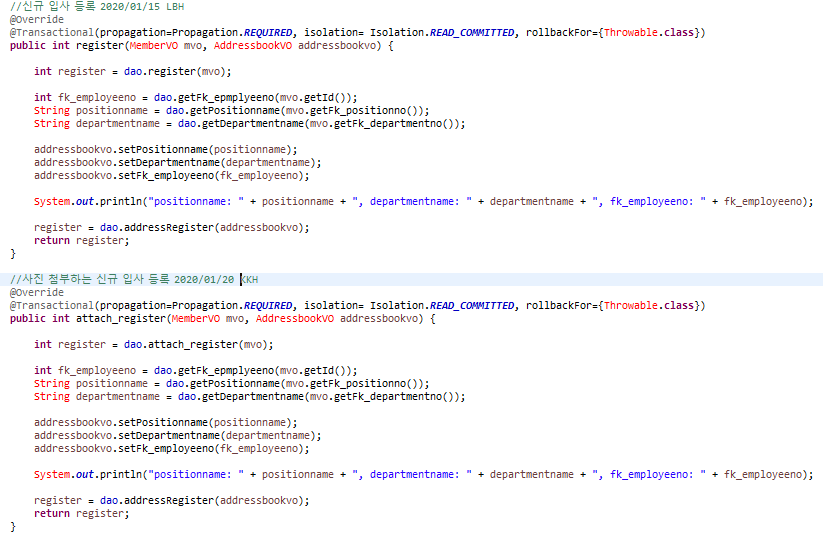 //신규 입사 등록 2020/01/15 LBH
@Override
@Transactional(propagation=Propagation.REQUIRED, isolation= Isolation.READ_COMMITTED, rollbackFor={Throwable.class})
public int register(MemberVO mvo, AddressbookVO addressbookvo) {
int register = dao.register(mvo);
int fk_employeeno = dao.getFk_epmplyeeno(mvo.getId());
String positionname = dao.getPositionname(mvo.getFk_positionno());
String departmentname = dao.getDepartmentname(mvo.getFk_departmentno());
addressbookvo.setPositionname(positionname);
addressbookvo.setDepartmentname(departmentname);
addressbookvo.setFk_employeeno(fk_employeeno);
System.out.println("positionname: " + positionname + ", departmentname: " + departmentname + ", fk_employeeno: " + fk_employeeno);
register = dao.addressRegister(addressbookvo);
return register;
}
//사진 첨부하는 신규 입사 등록 2020/01/20 KKH
@Override
@Transactional(propagation=Propagation.REQUIRED, isolation= Isolation.READ_COMMITTED, rollbackFor={Throwable.class})
public int attach_register(MemberVO mvo, AddressbookVO addressbookvo) {
int register = dao.attach_register(mvo);
int fk_employeeno = dao.getFk_epmplyeeno(mvo.getId());
String positionname = dao.getPositionname(mvo.getFk_positionno());
String departmentname = dao.getDepartmentname(mvo.getFk_departmentno());
addressbookvo.setPositionname(positionname);
addressbookvo.setDepartmentname(departmentname);
addressbookvo.setFk_employeeno(fk_employeeno);
System.out.println("positionname: " + positionname + ", departmentname: " + departmentname + ", fk_employeeno: " + fk_employeeno);
register = dao.addressRegister(addressbookvo);
return register;
}